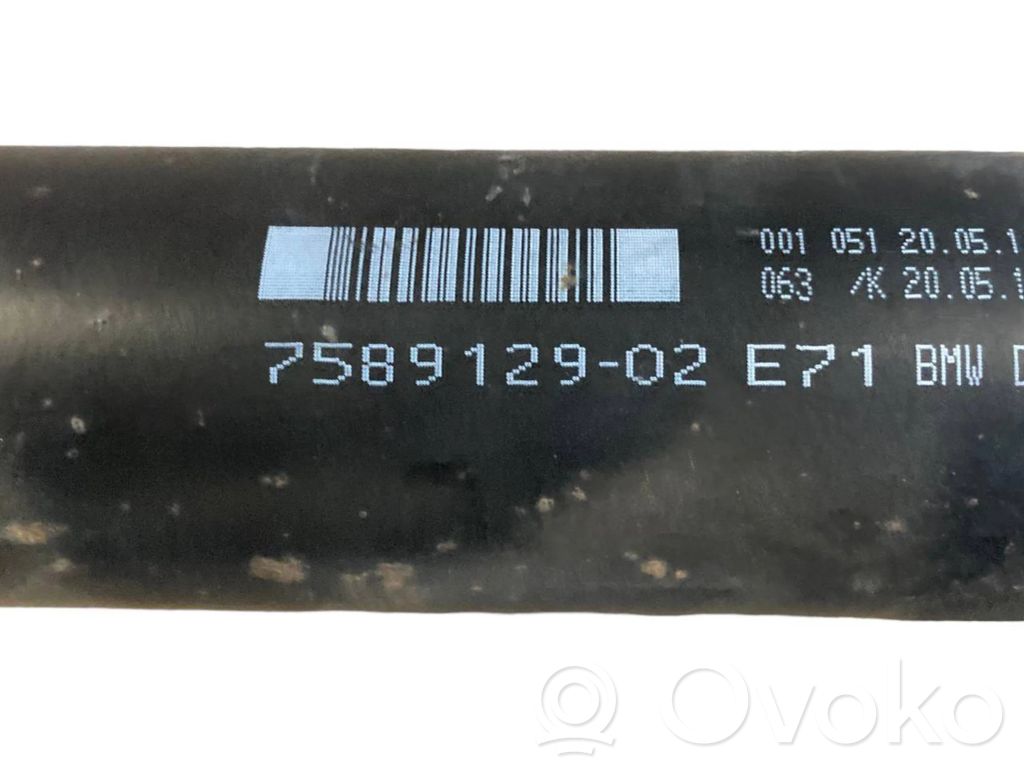 001 051 20.05.1
063 /K 20.05.1
7589129-02 E71 BMW D
Ovoko